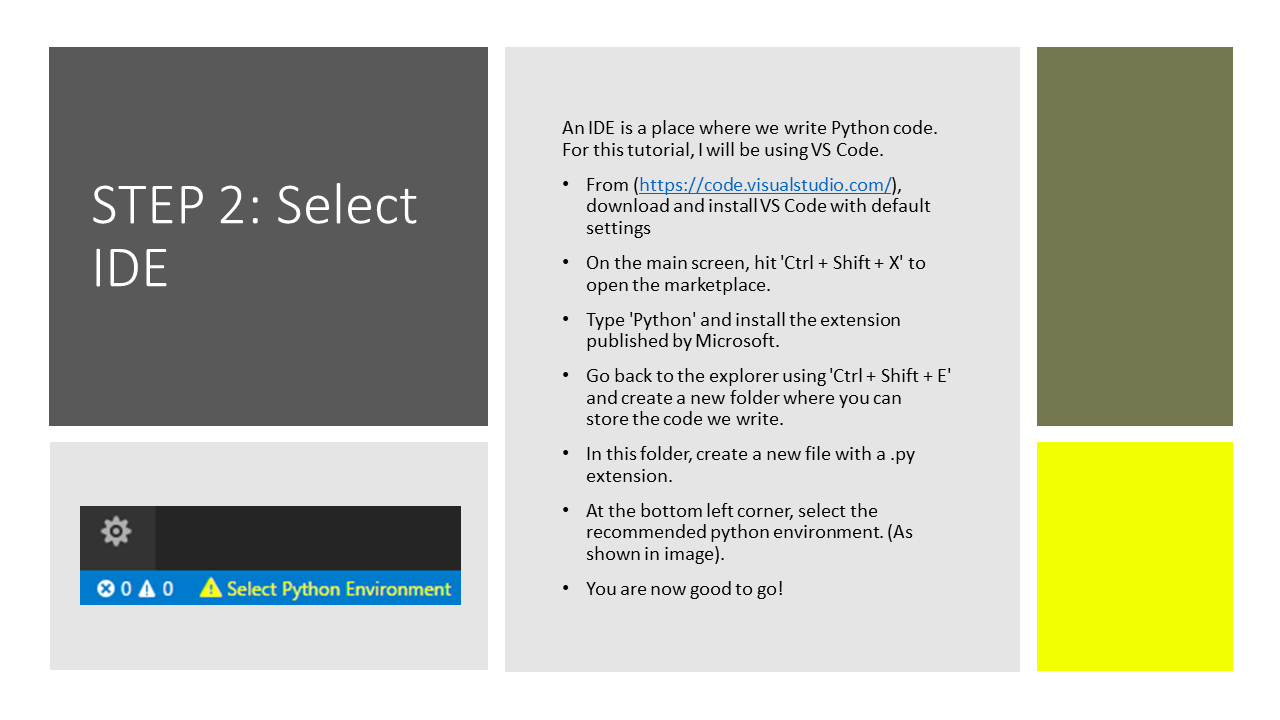 STEP 2: Select
IDE
An IDE is a place where we write Python code.
For this tutorial, I will be using VS Code.
• From (https://code.visualstudio.com/),
download and install VS Code with default
settings
• On the main screen, hit 'Ctrl + Shift + X' to
open the marketplace.
• Type 'Python' and install the extension
published by Microsoft.
• Go back to the explorer using 'Ctrl + Shift + E'
and create a new folder where you can
store the code we write.
• In this folder, create a new file with a .py
extension.
• At the bottom left corner, select the
recommended python environment. (As
shown in image).
• You are now good to go!
0 0 Select Python Environment